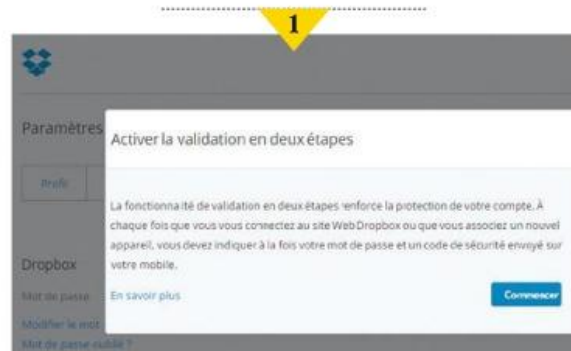 1
Paramètres
Activer la validation en deux étapes
Profil
La fonctionnalité de validation en deux étapes renforce la protection de votre compte. À
chaque fois que vous vous connectez au site Web Dropbox ou que vous associez un nouvel
appareil, vous devez indiquer à la fois votre mot de passe et un code de sécurité envoyé sur
votre mobile.
Dropbox
Mot de passe
En savoir plus
Commencer
Modifier le mot
Mot de passe oublié ?